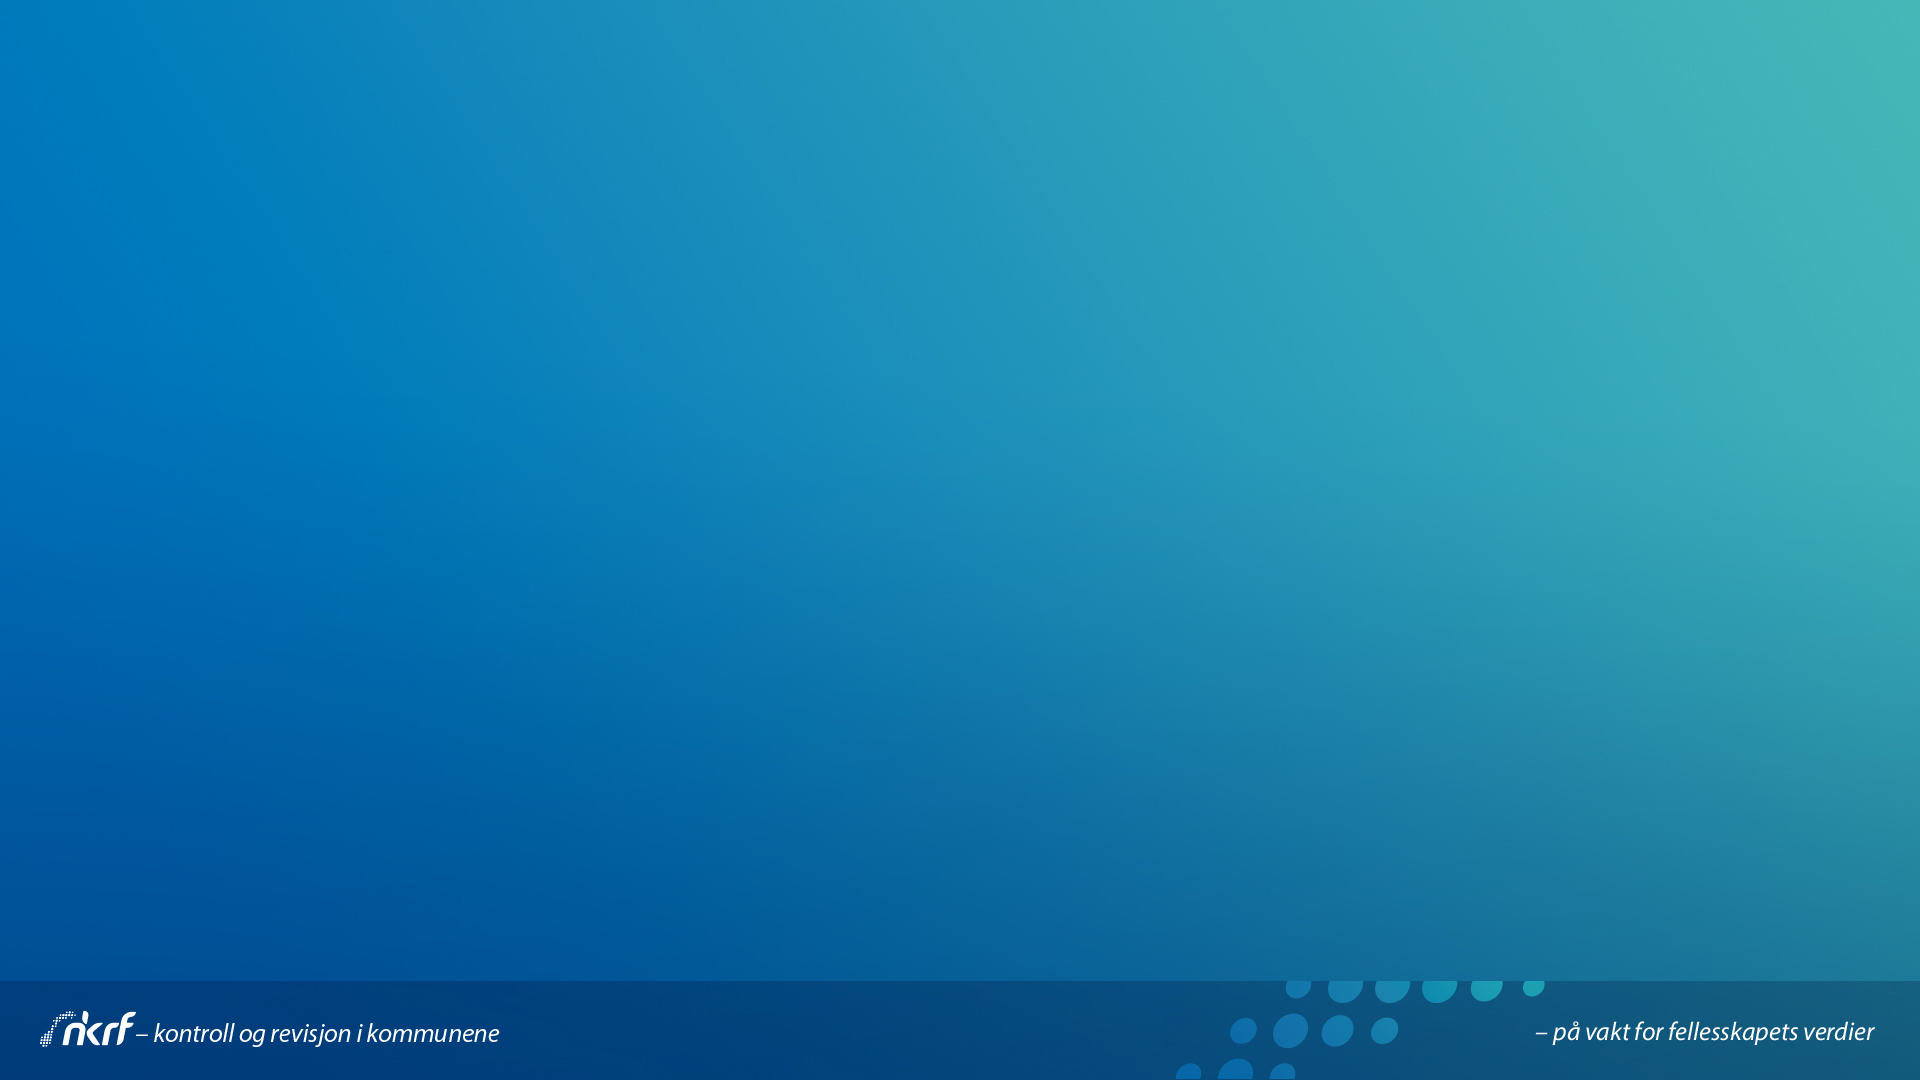 nkrf – kontroll og revisjon i kommunene
– på vakt for fellesskapets verdier